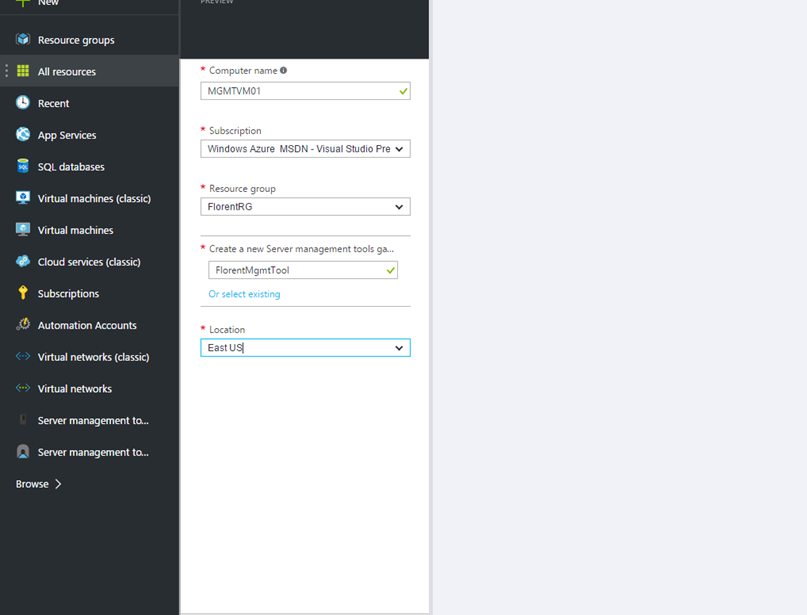 New
PREVIEW
Resource groups
All resources
Recent
App Services
SQL databases
Virtual machines (classic)
Virtual machines
Cloud services (classic)
Subscriptions
Automation Accounts
Virtual networks (classic)
Virtual networks
Server management to...
Server management to...
Browse
* Computer name
MGMTVM01
* Subscription
Windows Azure MSDN - Visual Studio Pre
* Resource group
FlorentRG
* Create a new Server management tools ga...
FlorentMgmtTool
Or select existing
* Location
East US